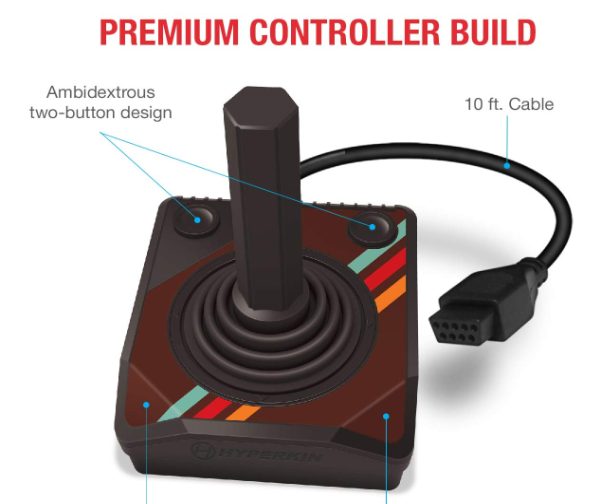 PREMIUM CONTROLLER BUILD
Ambidextrous
two-button design
10 ft. Cable
HYPERKIN